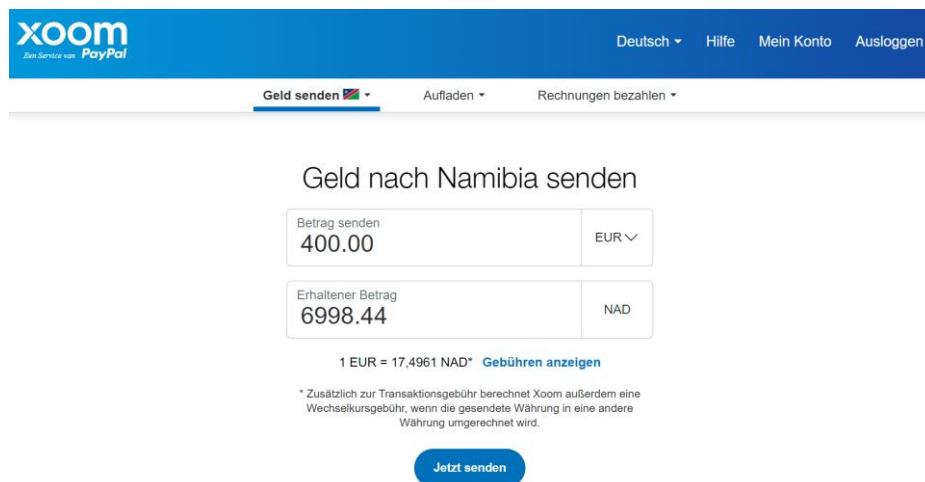 xoom
Een Service van PayPal
Deutsch Hilfe Mein Konto Ausloggen
Geld senden Aufladen Rechnungen bezahlen
Geld nach Namibia senden
Betrag senden
400.00 EUR
Erhaltener Betrag
6998.44 NAD
1 EUR = 17,4961 NAD* Gebühren anzeigen
* Zusätzlich zur Transaktionsgebühr berechnet Xoom außerdem eine
Wechselkursgebühr, wenn die gesendete Währung in eine andere
Währung umgerechnet wird.
Jetzt senden